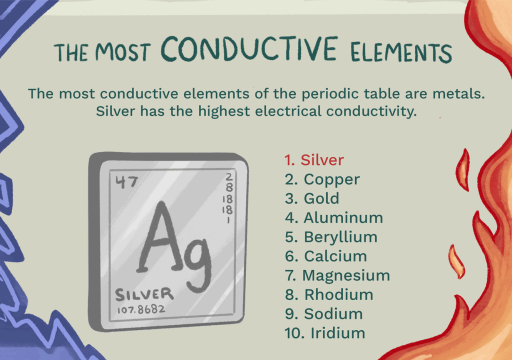 THE MOST CONDUCTIVE ELEMENTS
The most conductive elements of the periodic table are metals.
Silver has the highest electrical conductivity.
47
2
8
18
18
1
Ag
SILVER
107.8682
1. Silver
2. Copper
3. Gold
4. Aluminum
5. Beryllium
6. Calcium
7. Magnesium
8. Rhodium
9. Sodium
10. Iridium